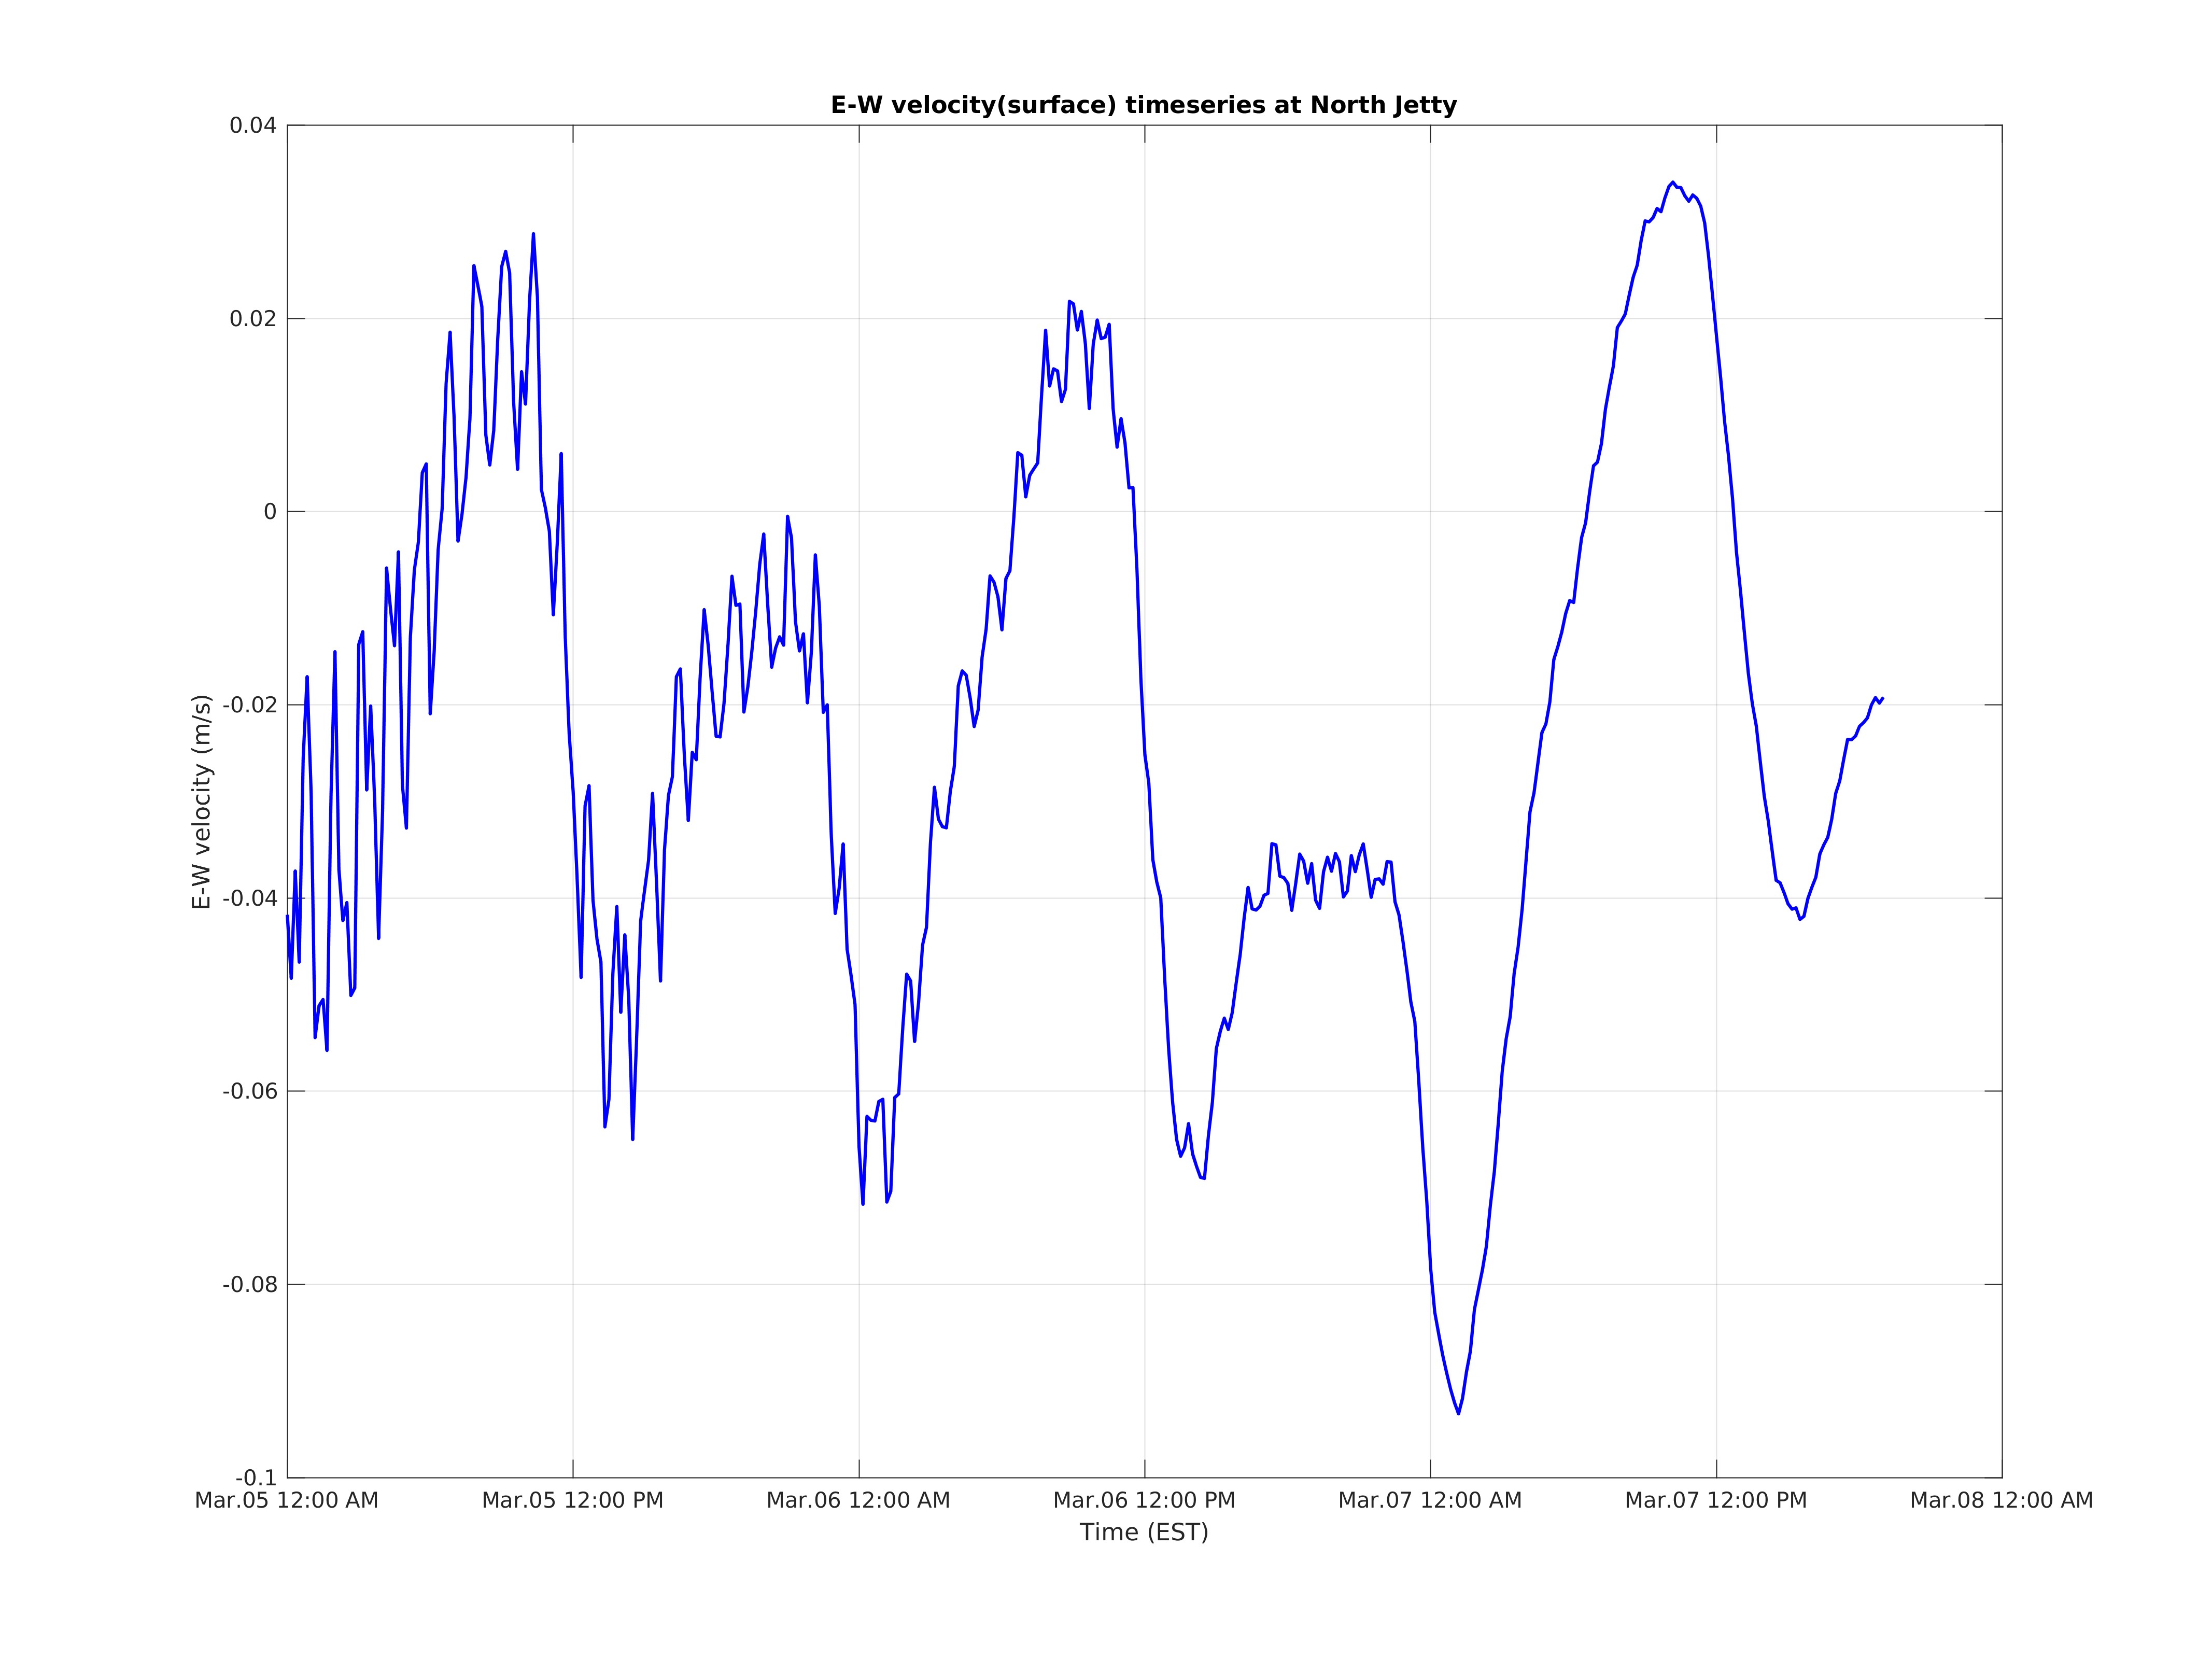 E-W velocity(surface) timeseries at North Jetty
0.04
0.02
0
-0.02
-0.04
-0.06
-0.08
-0.1
E-W velocity (m/s)
Mar.05 12:00 AM Mar.05 12:00 PM Mar.06 12:00 AM Mar.06 12:00 PM Mar.07 12:00 AM Mar.07 12:00 PM Mar.08 12:00 AM
Time (EST)